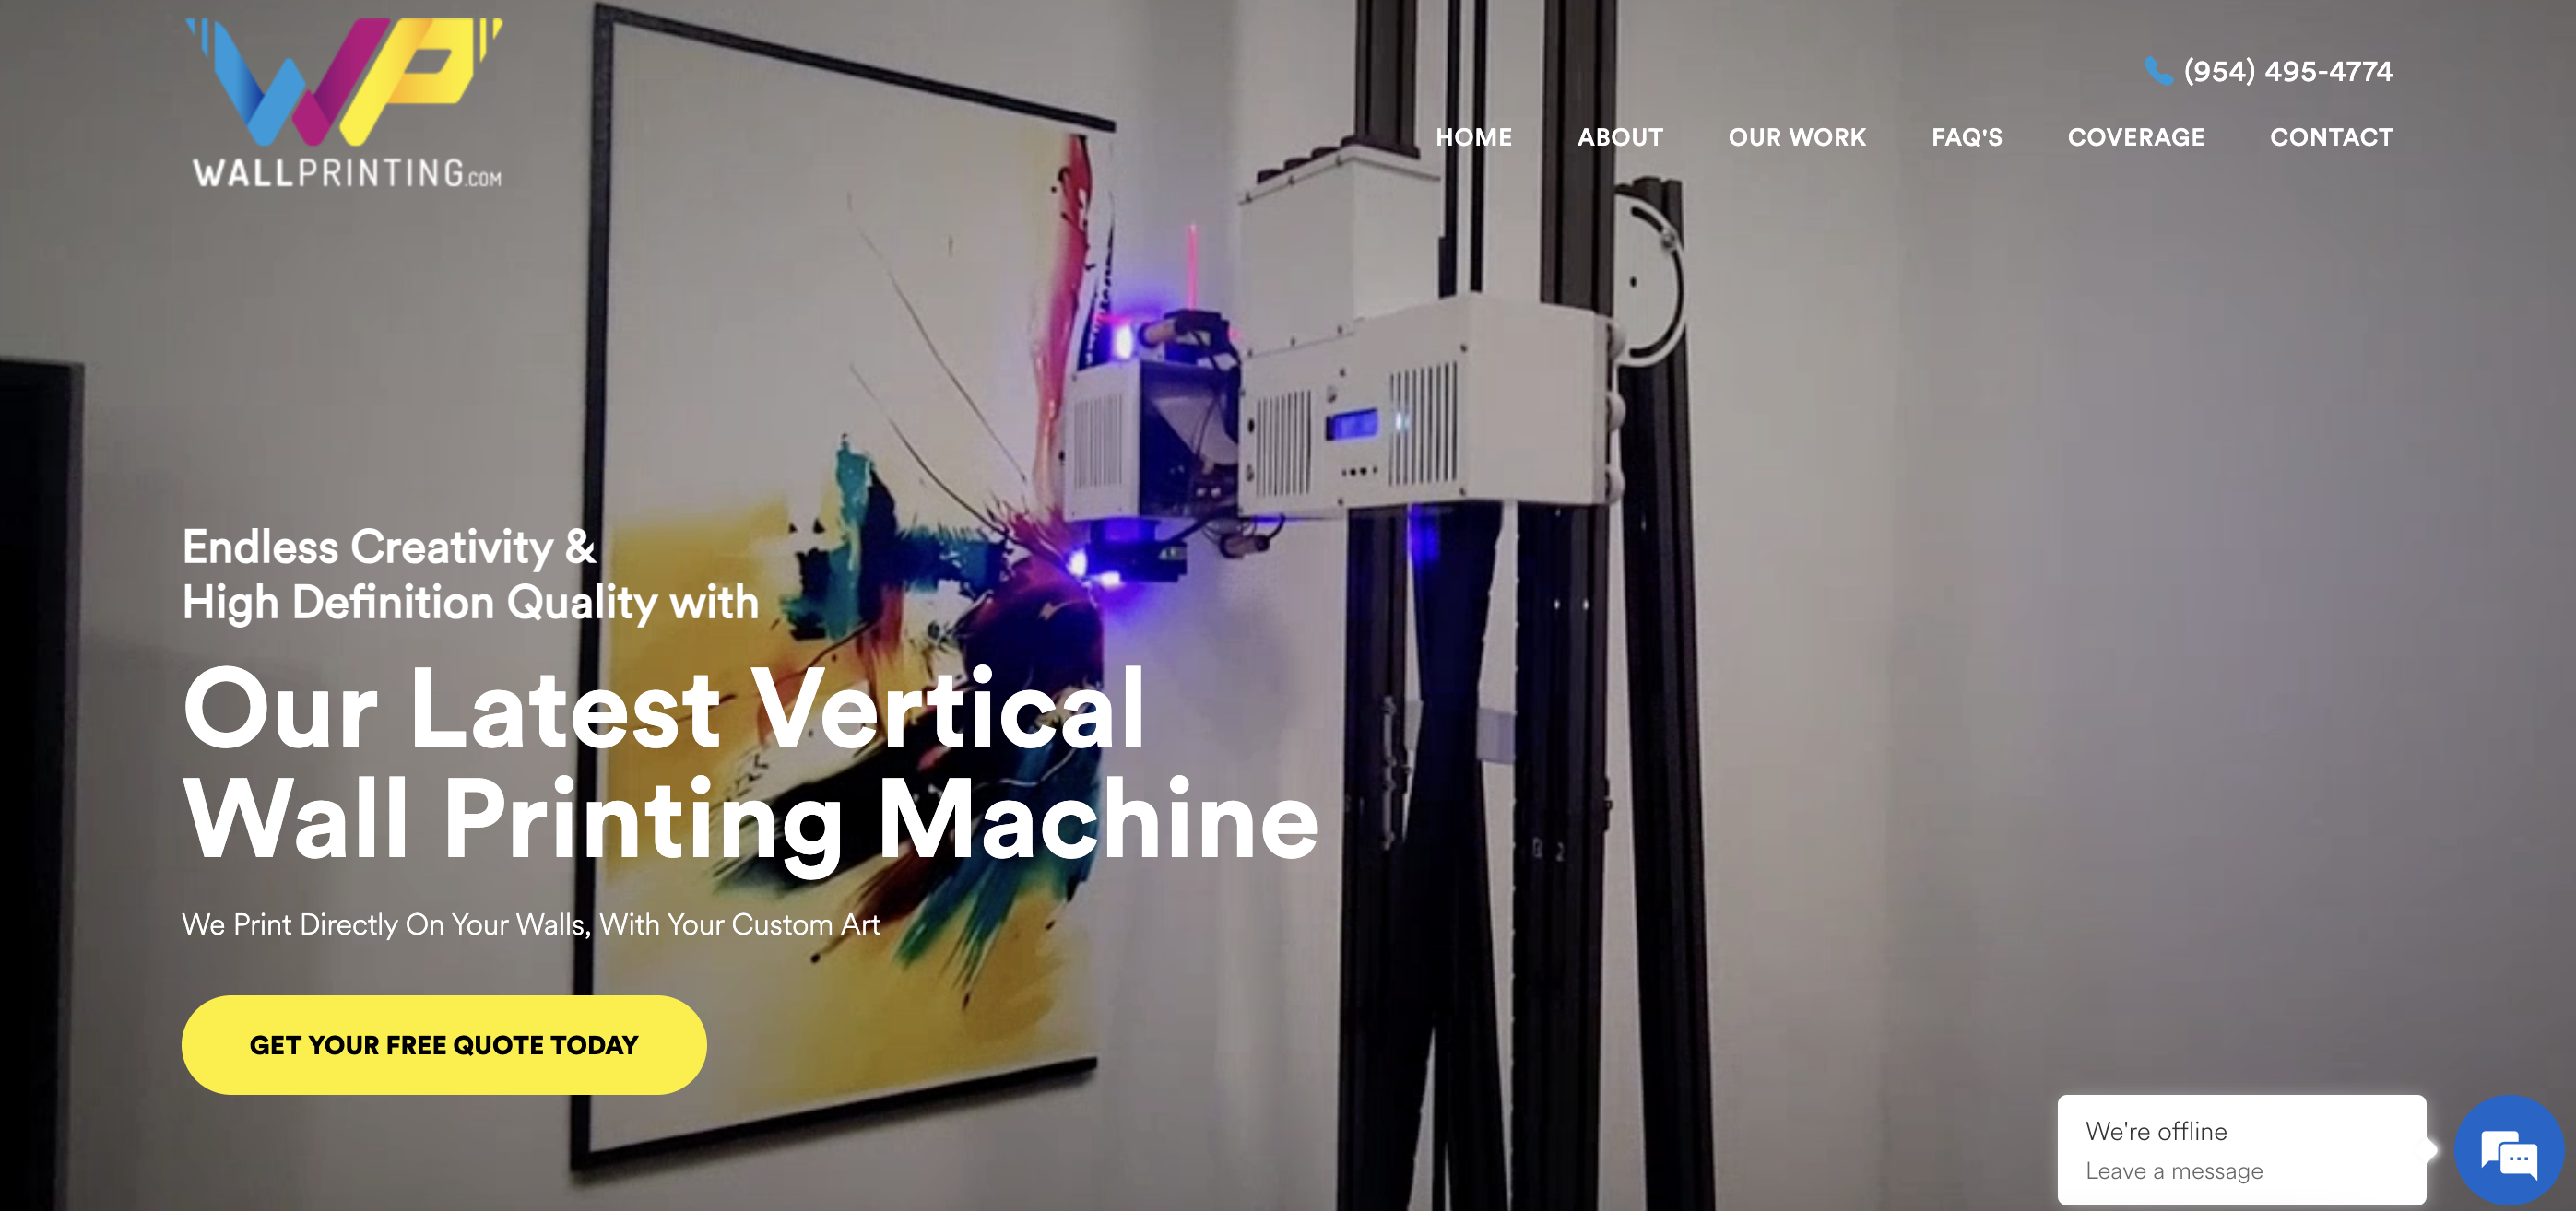 WP
WALLPRINTING.COM
(954) 495-4774
HOME
ABOUT
OUR WORK
FAQ'S
COVERAGE
CONTACT
Endless Creativity &
High Definition Quality with
Our Latest Vertical
Wall Printing Machine
We Print Directly On Your Walls, With Your Custom Art
GET YOUR FREE QUOTE TODAY
We're offline
Leave a message